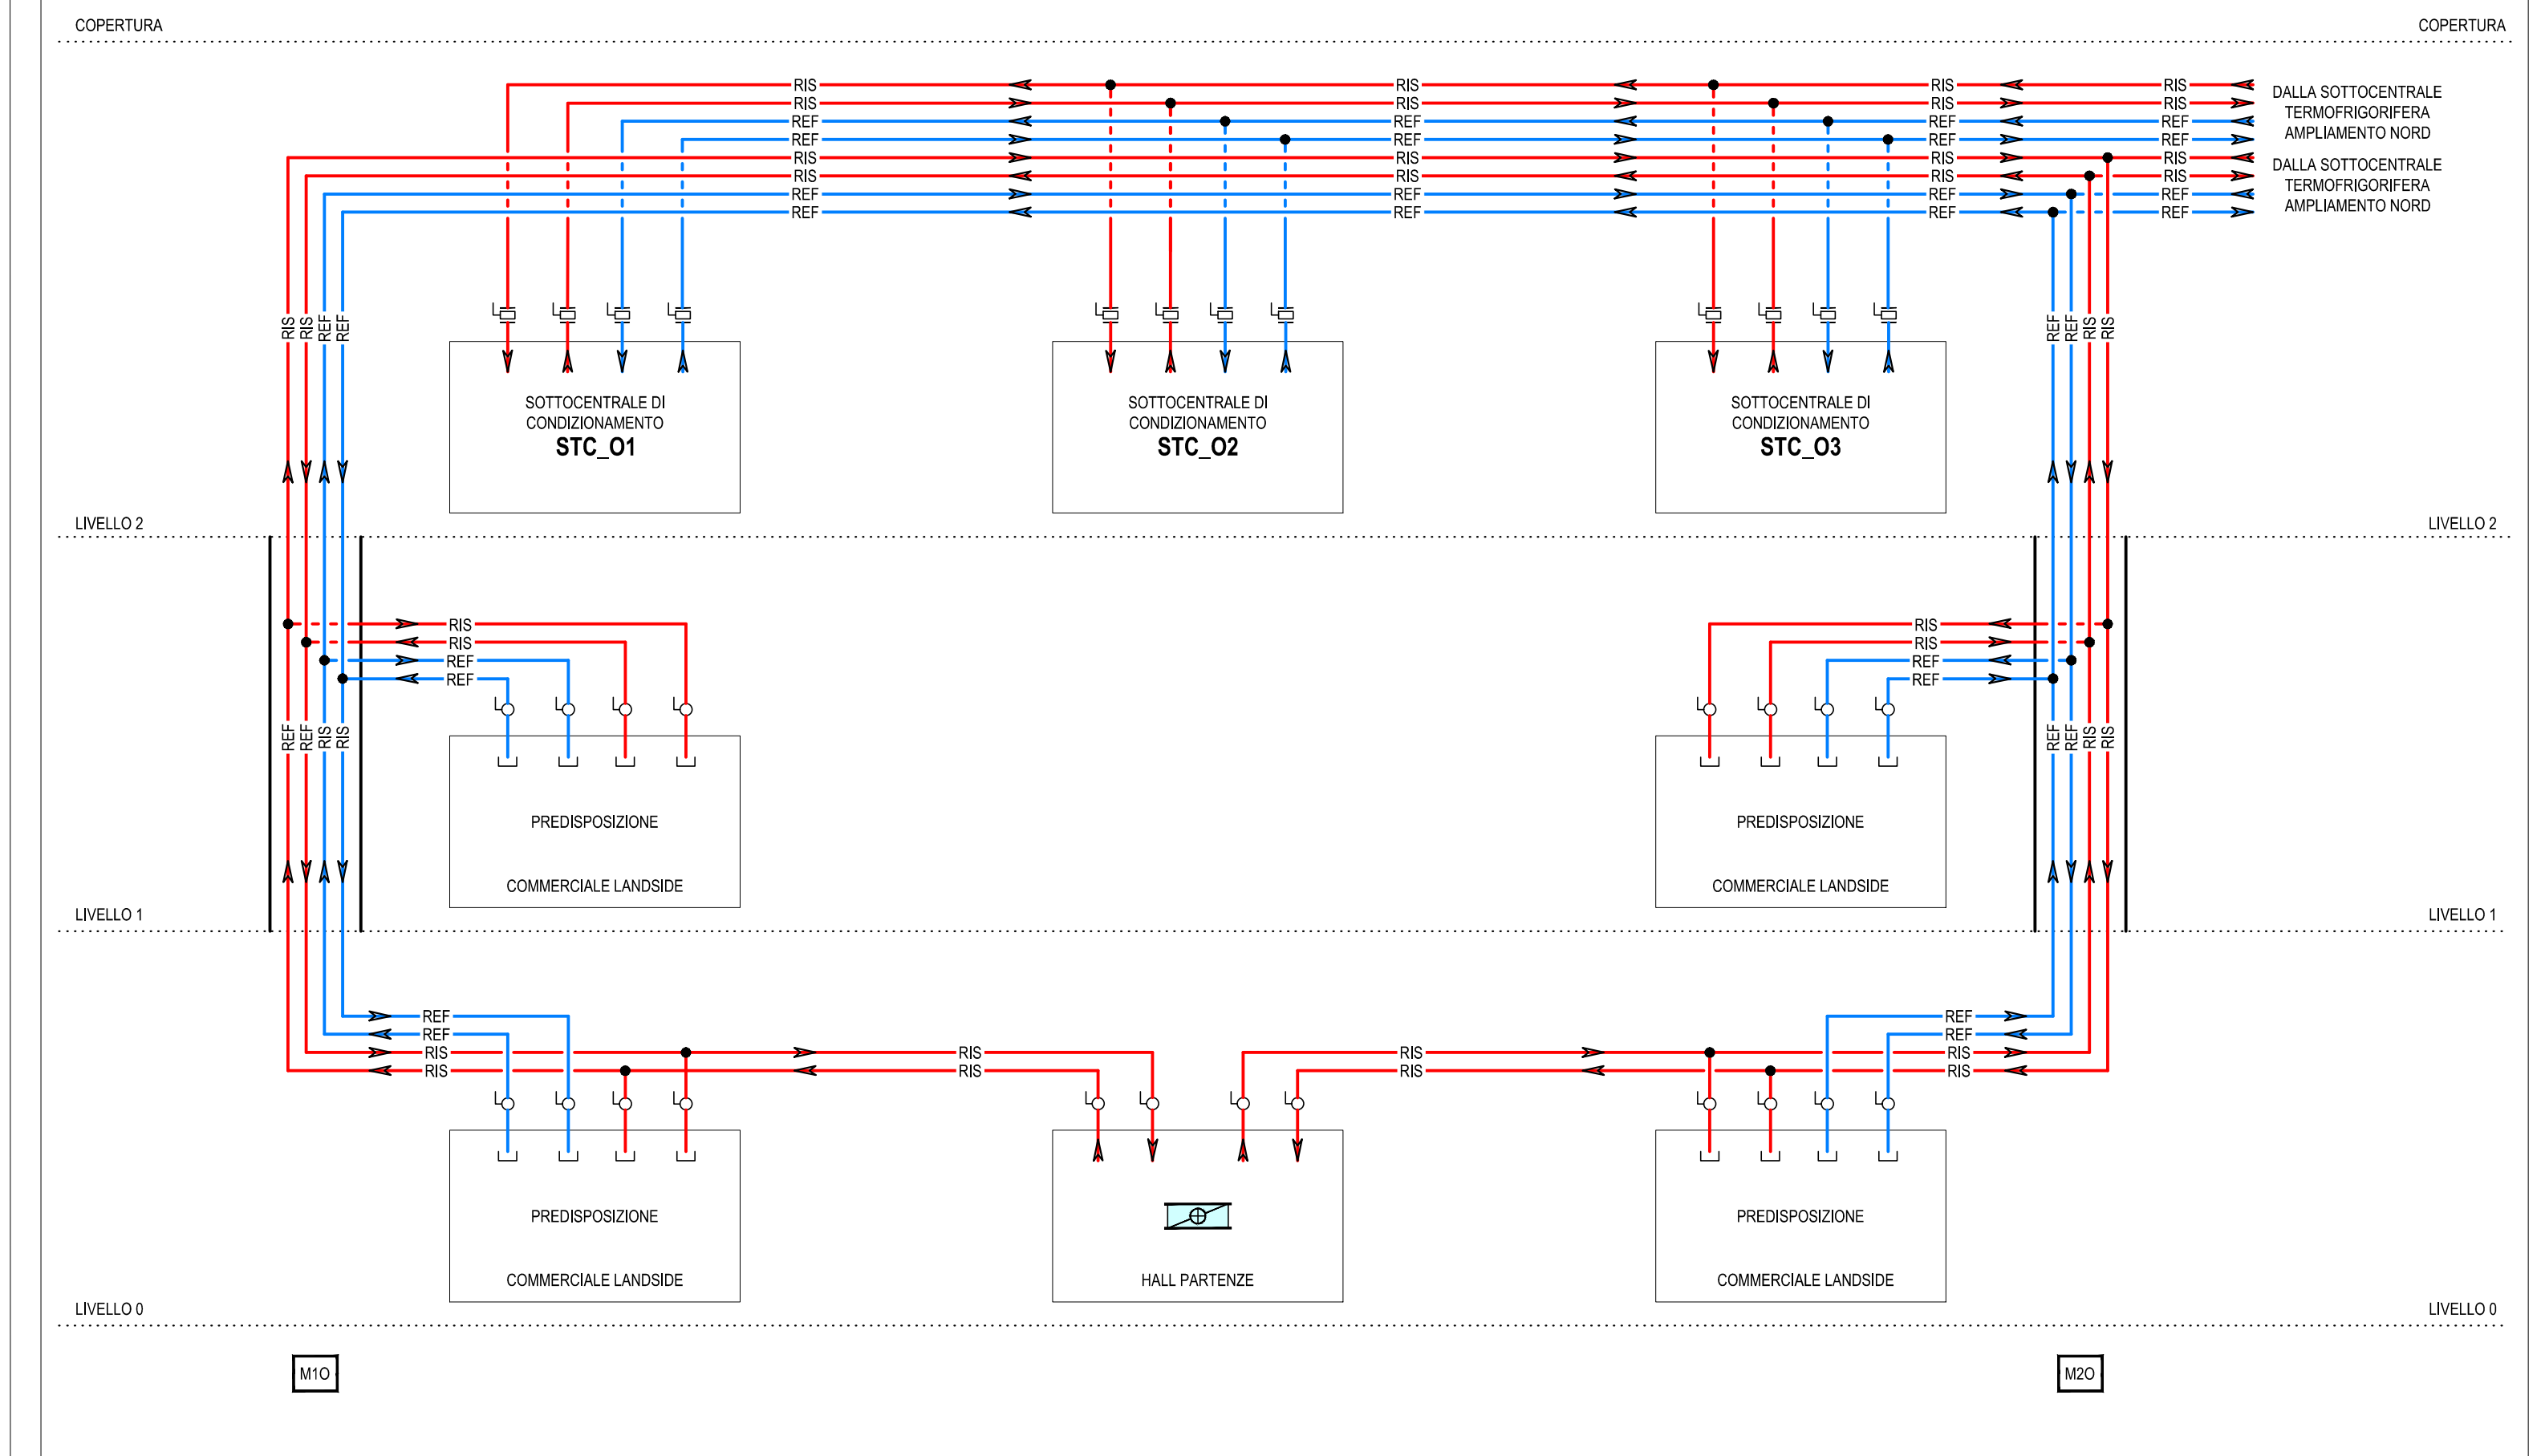 COPERTURA COPERTURA
RIS RIS RIS RIS
RIS RIS RIS RIS
REF REF REF REF
REF REF REF REF
RIS RIS RIS RIS
RIS RIS RIS RIS
REF REF REF REF
REF REF REF REF
DALLA SOTTOCENTRALE
TERMOFRIGORIFERA
AMPLIAMENTO NORD
DALLA SOTTOCENTRALE
TERMOFRIGORIFERA
AMPLIAMENTO NORD
RIS RIS REF REF
REF REF RIS RIS
SOTTOCENTRALE DI
CONDIZIONAMENTO
STC_O1
SOTTOCENTRALE DI
CONDIZIONAMENTO
STC_O2
SOTTOCENTRALE DI
CONDIZIONAMENTO
STC_O3
LIVELLO 2 LIVELLO 2
RIS RIS
RIS RIS
REF REF
REF REF
REF REF RIS RIS
REF REF RIS RIS
PREDISPOSIZIONE
COMMERCIALE LANDSIDE
PREDISPOSIZIONE
COMMERCIALE LANDSIDE
LIVELLO 1 LIVELLO 1
REF REF
REF REF
RIS RIS RIS RIS
RIS RIS RIS RIS
PREDISPOSIZIONE
COMMERCIALE LANDSIDE
HALL PARTENZE
PREDISPOSIZIONE
COMMERCIALE LANDSIDE
LIVELLO 0 LIVELLO 0
M1O M2O